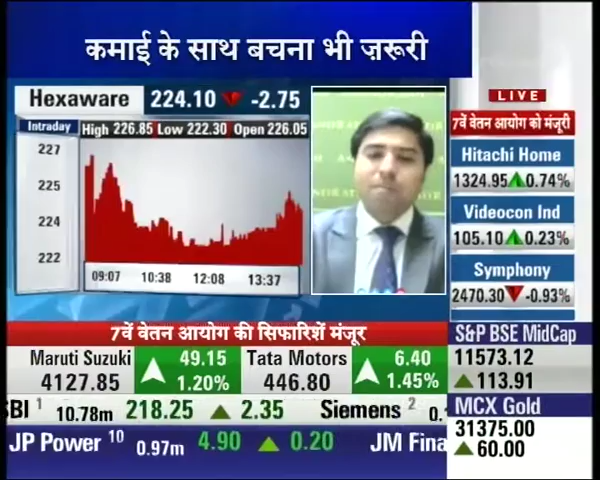 कमाई के साथ बचना भी ज़रूरी
LIVE
Hexaware 224.10 -2.75
Intraday High 226.85 Low 222.30 Open 226.05
227
225
224
222
09:07 10:38 12:08 13:37
7वें वेतन आयोग को मंजूरी
Hitachi Home
1324.95 0.74%
Videocon Ind
105.10 0.23%
Symphony
2470.30 -0.93%
7वें वेतन आयोग की सिफारिशें मंजूर
Maruti Suzuki 49.15 Tata Motors 6.40
4127.85 1.20% 446.80 1.45%
S&P BSE MidCap
11573.12
113.91
SBI 1 10.78m 218.25 2.35 Siemens 2 0.
MCX Gold
31375.00
60.00
JP Power 10 0.97m 4.90 0.20 JM Fina